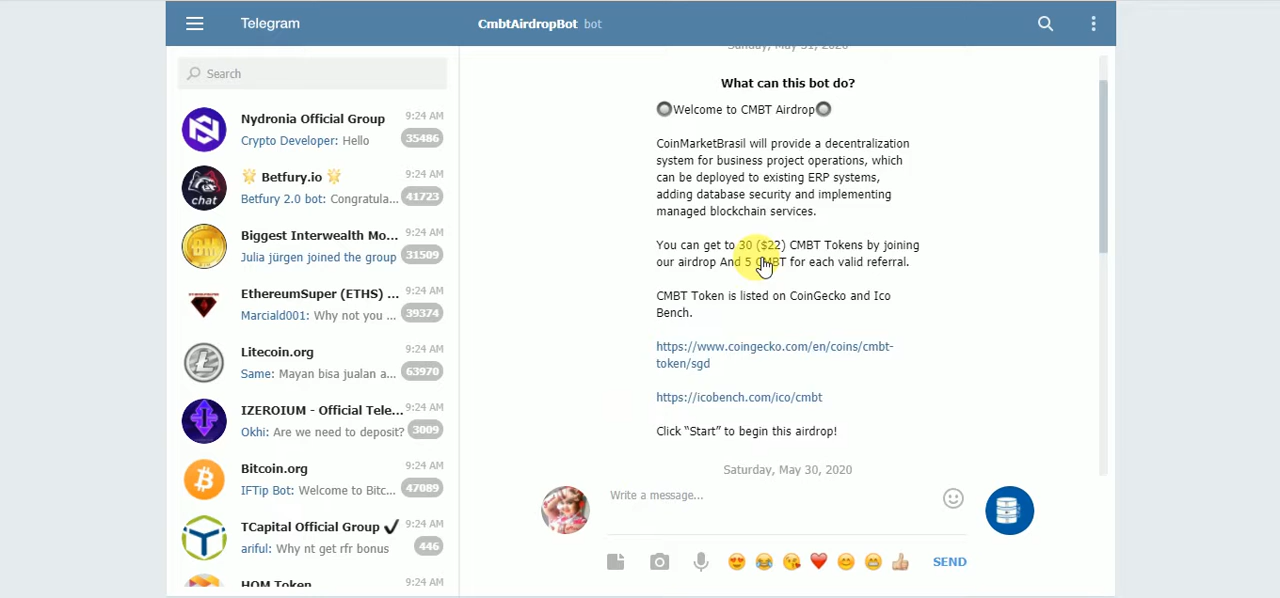 Telegram
CmbtAirdropBot bot
Search
Nydronia Official Group 9:24 AM
Crypto Developer: Hello 35486
🌟 Betfury.io 🌟 9:24 AM
Betfury 2.0 bot: Congratula... 41723
chat
Biggest Interwealth Mo... 9:24 AM
Julia jürgen joined the group 31509
EthereumSuper (ETHS) ... 9:24 AM
Marciald001: Why not you ... 39374
Litecoin.org 9:24 AM
Same: Mayan bisa jualan a... 63970
IZEROIUM - Official Tele... 9:24 AM
Okhi: Are we need to deposit? 3009
Bitcoin.org 9:24 AM
IFTip Bot: Welcome to Bitc... 47089
TCapital Official Group ✔ 9:24 AM
ariful: Why nt get rfr bonus 446
HQM Token
Sunday, May 31, 2020
What can this bot do?
🔘Welcome to CMBT Airdrop🔘
CoinMarketBrasil will provide a decentralization
system for business project operations, which
can be deployed to existing ERP systems,
adding database security and implementing
managed blockchain services.
You can get to 30 ($22) CMBT Tokens by joining
our airdrop And 5 CMBT for each valid referral.
CMBT Token is listed on CoinGecko and Ico
Bench.
https://www.coingecko.com/en/coins/cmbt-
token/sgd
https://icobench.com/ico/cmbt
Click “Start” to begin this airdrop!
Saturday, May 30, 2020
Write a message...
SEND